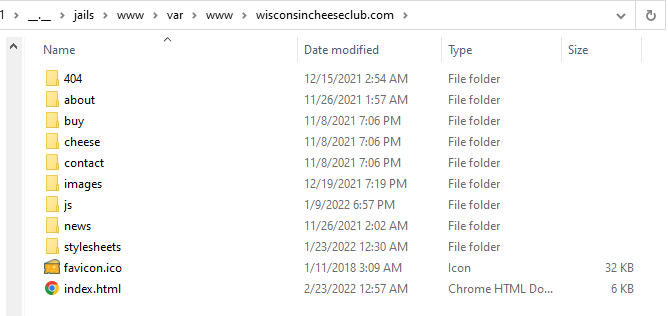 1 › __.__ › jails › www › var › www › wisconsincheeseclub.com ›
Name Date modified Type Size
404 12/15/2021 2:54 AM File folder
about 11/26/2021 1:57 AM File folder
buy 11/8/2021 7:06 PM File folder
cheese 11/8/2021 7:06 PM File folder
contact 11/8/2021 7:06 PM File folder
images 12/19/2021 7:19 PM File folder
js 1/9/2022 6:57 PM File folder
news 11/26/2021 2:02 AM File folder
stylesheets 1/23/2022 12:30 AM File folder
favicon.ico 1/11/2018 3:09 AM Icon 32 KB
index.html 2/23/2022 12:57 AM Chrome HTML Do... 6 KB